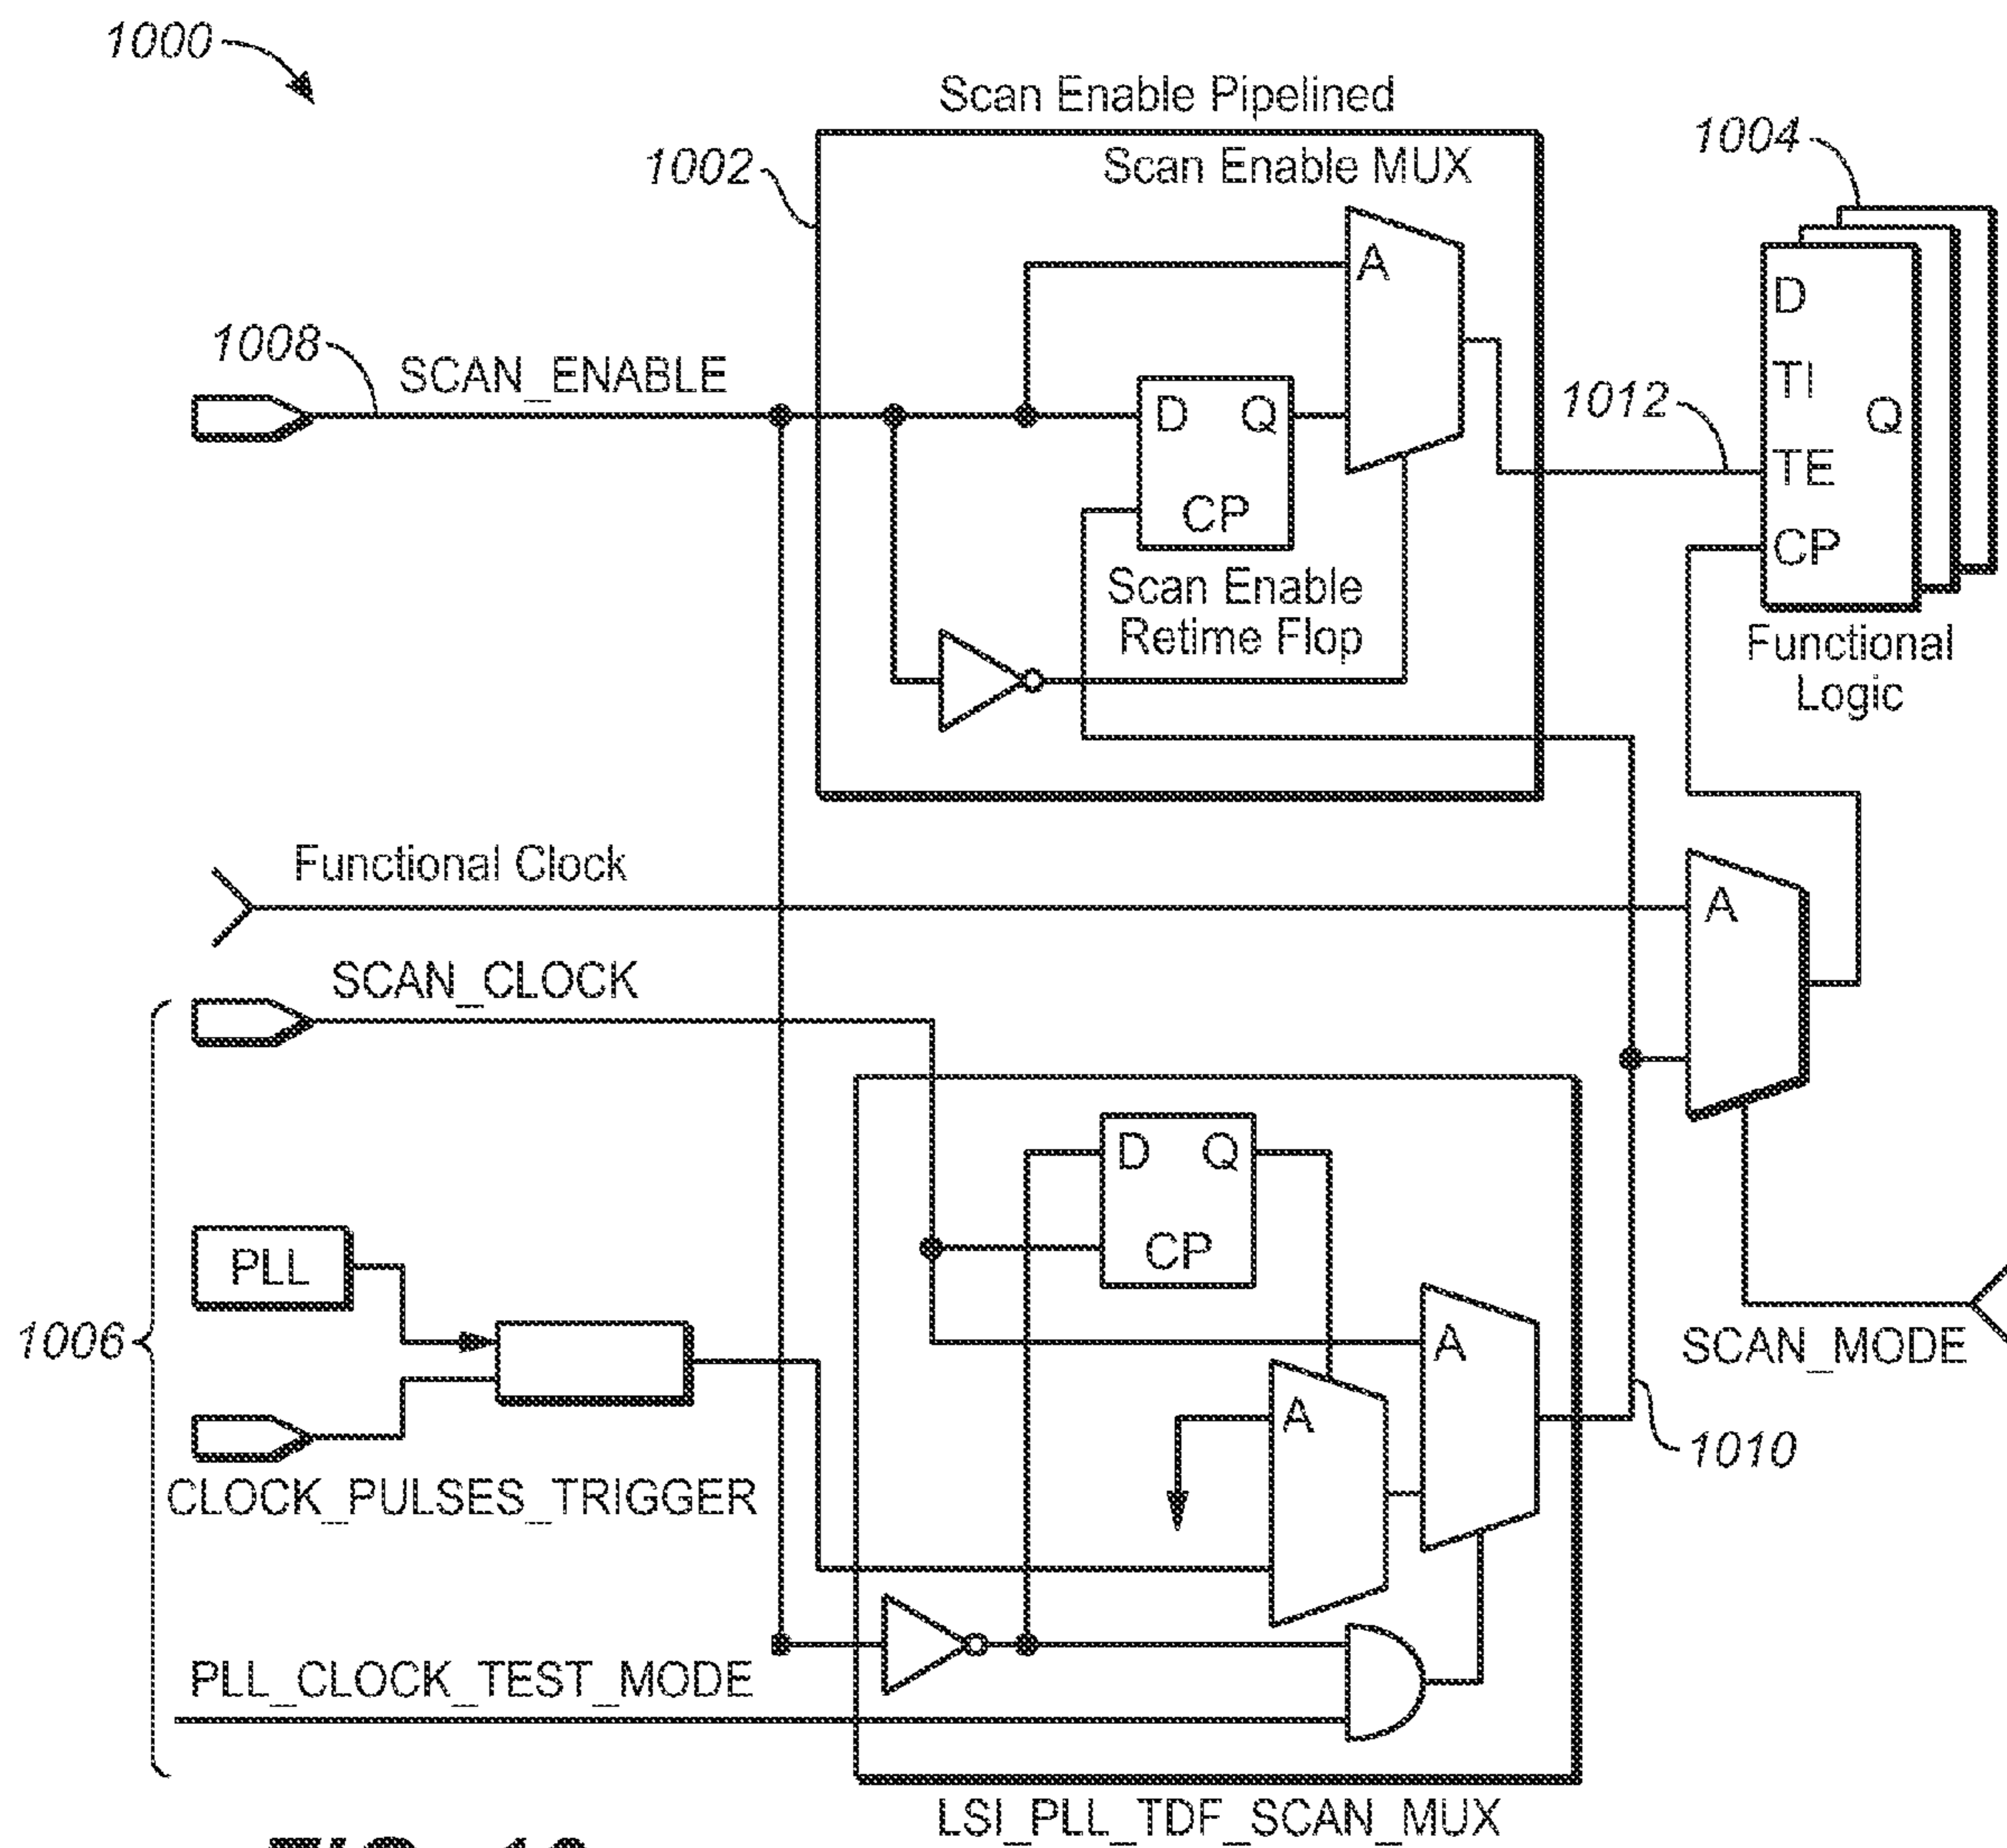 1000
Scan Enable Pipelined
1002
Scan Enable MUX
1004
A
D
1008
SCAN_ENABLE
TI
1012
D Q
Q
TE
CP
CP
Scan Enable
Retime Flop
Functional
Logic
Functional Clock
A
SCAN_CLOCK
D Q
CP
PLL
1006
A
SCAN_MODE
A
1010
CLOCK_PULSES_TRIGGER
PLL_CLOCK_TEST_MODE
LSI_PLL_TDF_SCAN_MUX